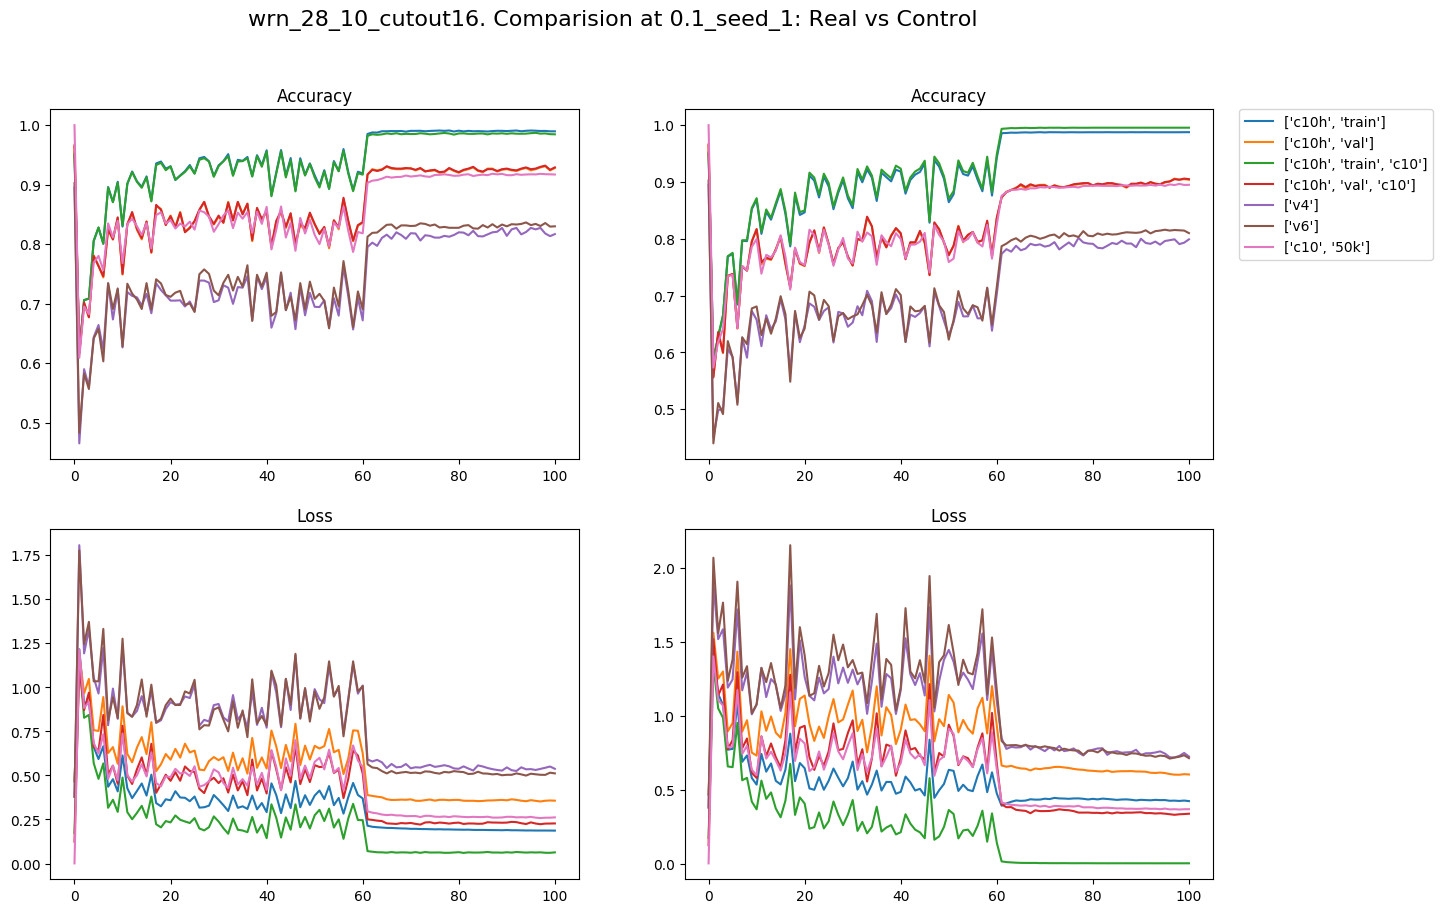 wrn_28_10_cutout16. Comparision at 0.1_seed_1: Real vs Control
Accuracy
1.0
0.9
0.8
0.7
0.6
0.5
0 20 40 60 80 100
Accuracy
1.0
0.9
0.8
0.7
0.6
0.5
0 20 40 60 80 100
['c10h', 'train']
['c10h', 'val']
['c10h', 'train', 'c10']
['c10h', 'val', 'c10']
['v4']
['v6']
['c10', '50k']
Loss
1.75
1.50
1.25
1.00
0.75
0.50
0.25
0.00
0 20 40 60 80 100
Loss
2.0
1.5
1.0
0.5
0.0
0 20 40 60 80 100